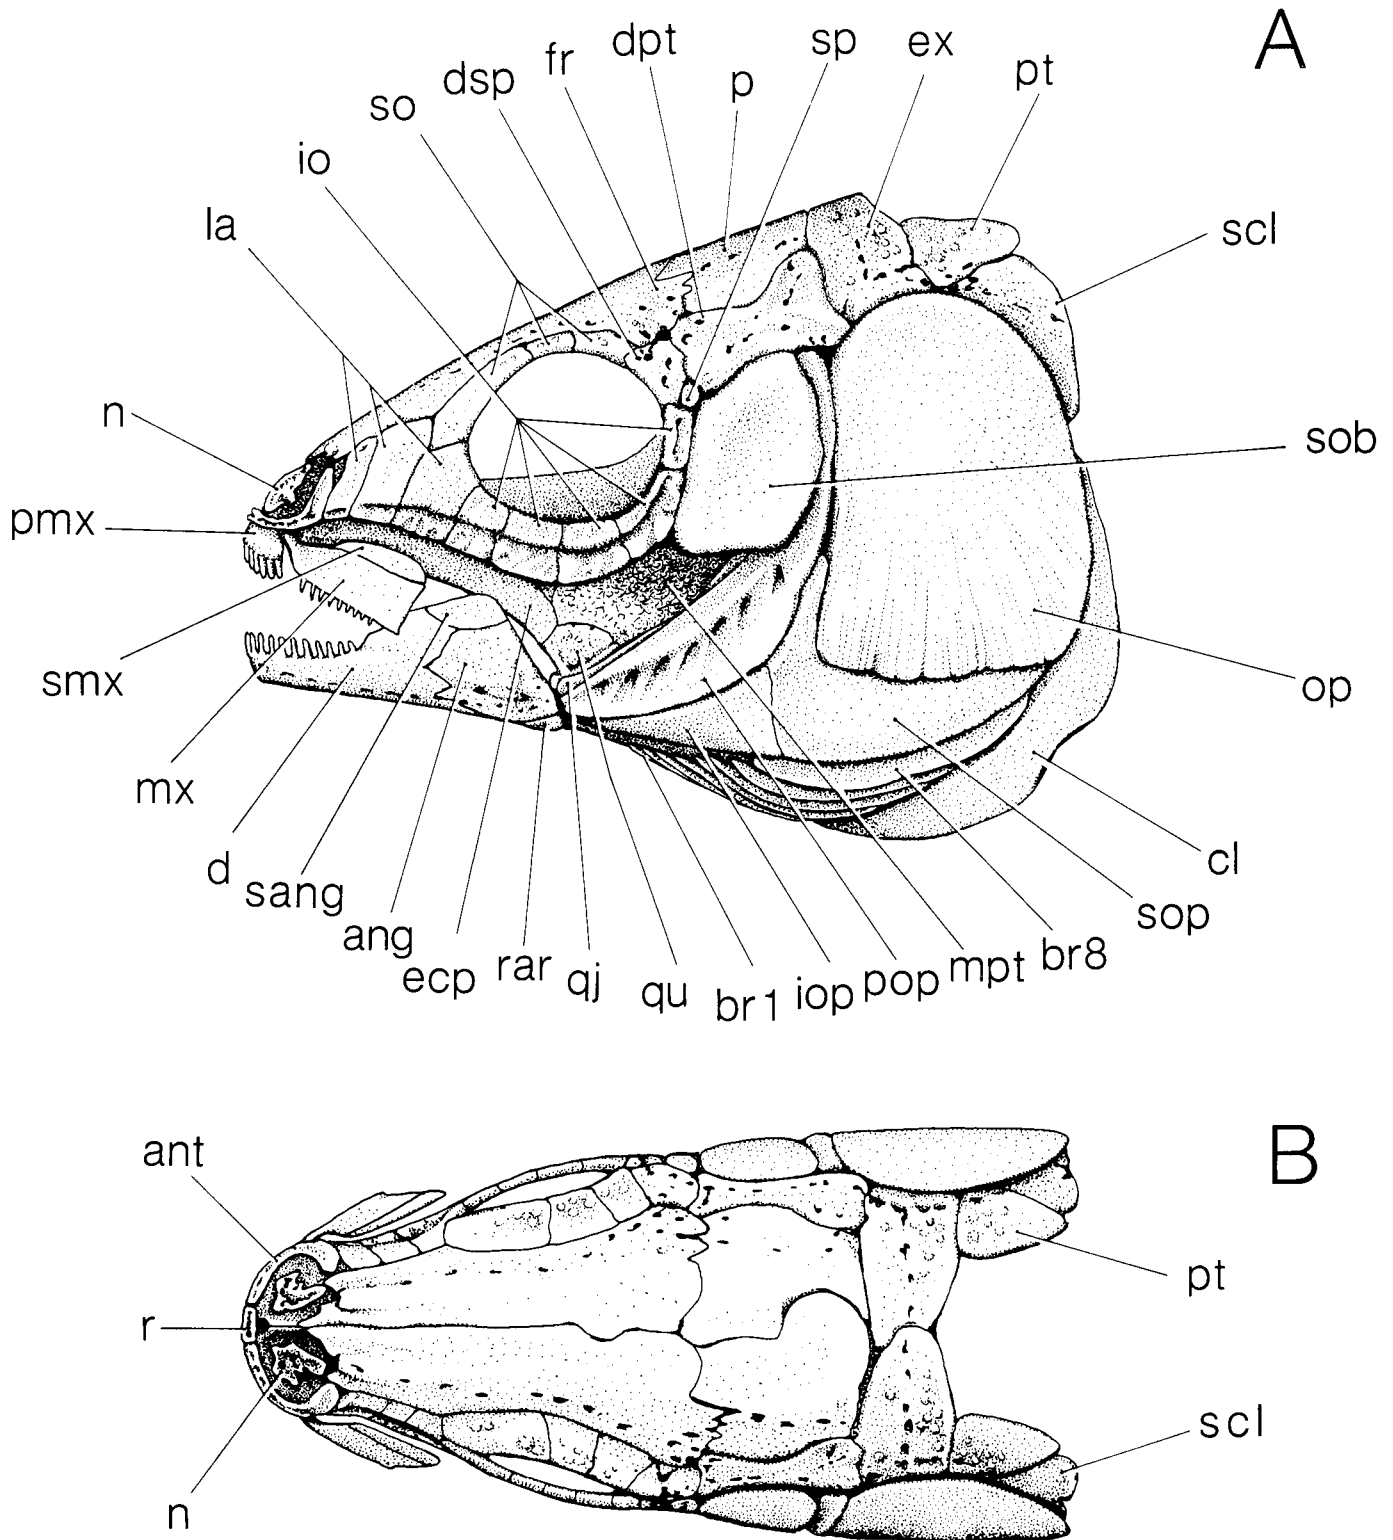 A
dpt
sp
ex
fr
pt
dsp
p
so
io
la
scl
n
sob
pmx
smx
op
mx
d
sang
cl
sop
ang
ecp
rar
qj
qu
br1
iop
pop
mpt
br8
B
ant
pt
r
scl
n